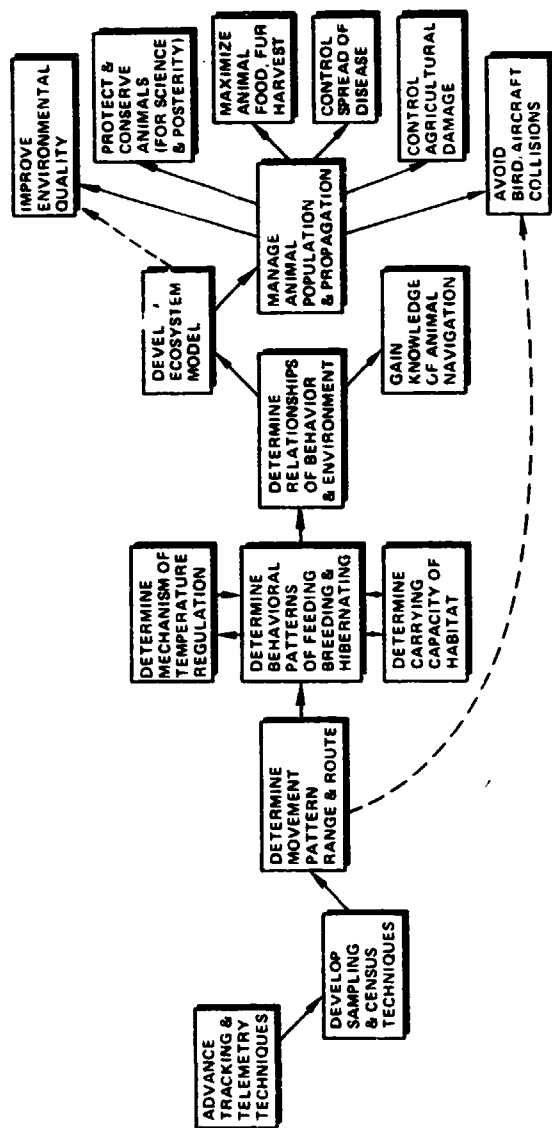 ADVANCE
TRACKING &
TELEMETRY
TECHNIQUES
DEVELOP
SAMPLING
& CENSUS
TECHNIQUES
DETERMINE
MOVEMENT
PATTERN
RANGE & ROUTE
DETERMINE
MECHANISM OF
TEMPERATURE
REGULATION
DETERMINE
BEHAVIORAL
PATTERNS
OF FEEDING
BREEDING &
HIBERNATING
DETERMINE
CARRYING
CAPACITY OF
HABITAT
DETERMINE
RELATIONSHIPS
OF BEHAVIOR
& ENVIRONMENT
DEVEL
ECOSYSTEM
MODEL
GAIN
KNOWLEDGE
OF ANIMAL
NAVIGATION
MANAGE
ANIMAL
POPULATION
& PROPAGATION
IMPROVE
ENVIRONMENTAL
QUALITY
PROTECT &
CONSERVE
ANIMALS
(FOR SCIENCE
& POSTERITY)
MAXIMIZE
ANIMAL
FOOD, FUR
HARVEST
CONTROL
SPREAD OF
DISEASE
CONTROL
AGRICULTURAL
DAMAGE
AVOID
BIRD, AIRCRAFT
COLLISIONS